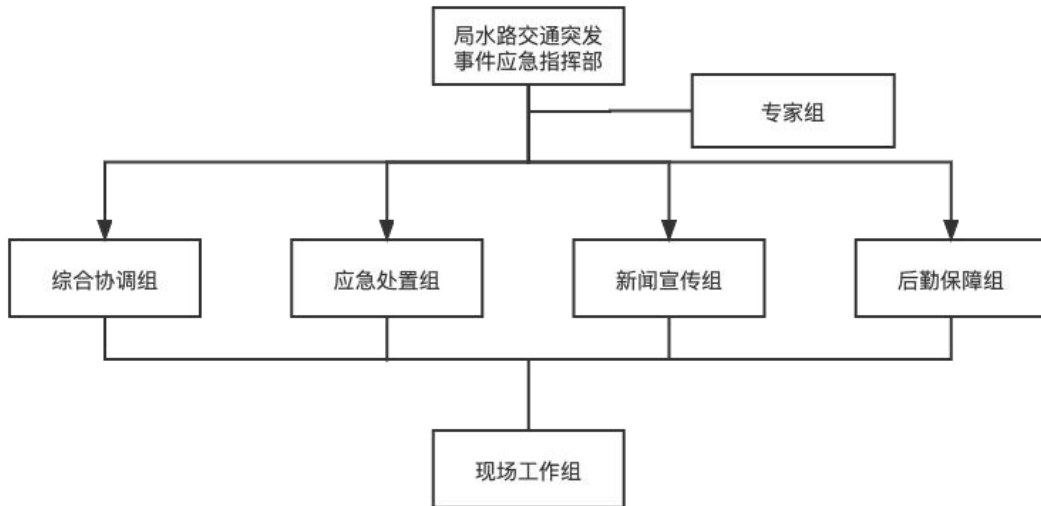 局水路交通突发
事件应急指挥部
专家组
综合协调组
应急处置组
新闻宣传组
后勤保障组
现场工作组